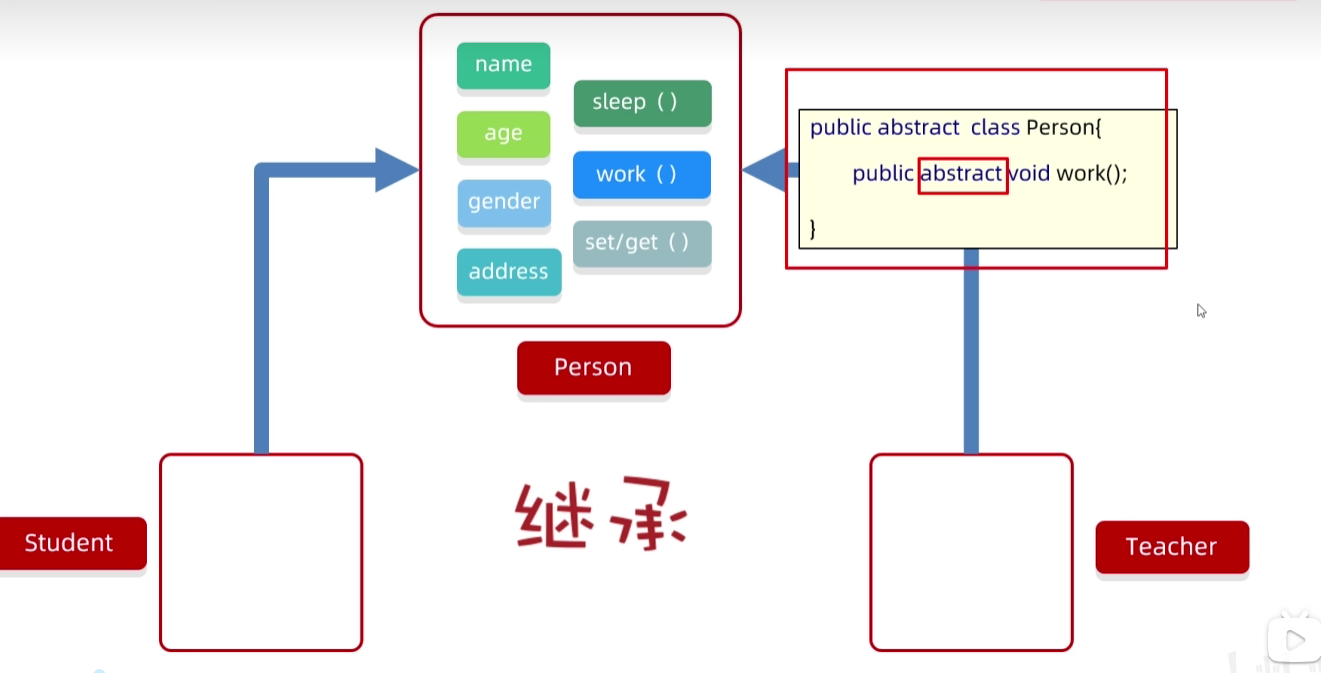 name
age
gender
address
sleep（）
work（）
set/get（）
Person
public abstract class Person{
public abstract void work();
}
继承
Student
Teacher